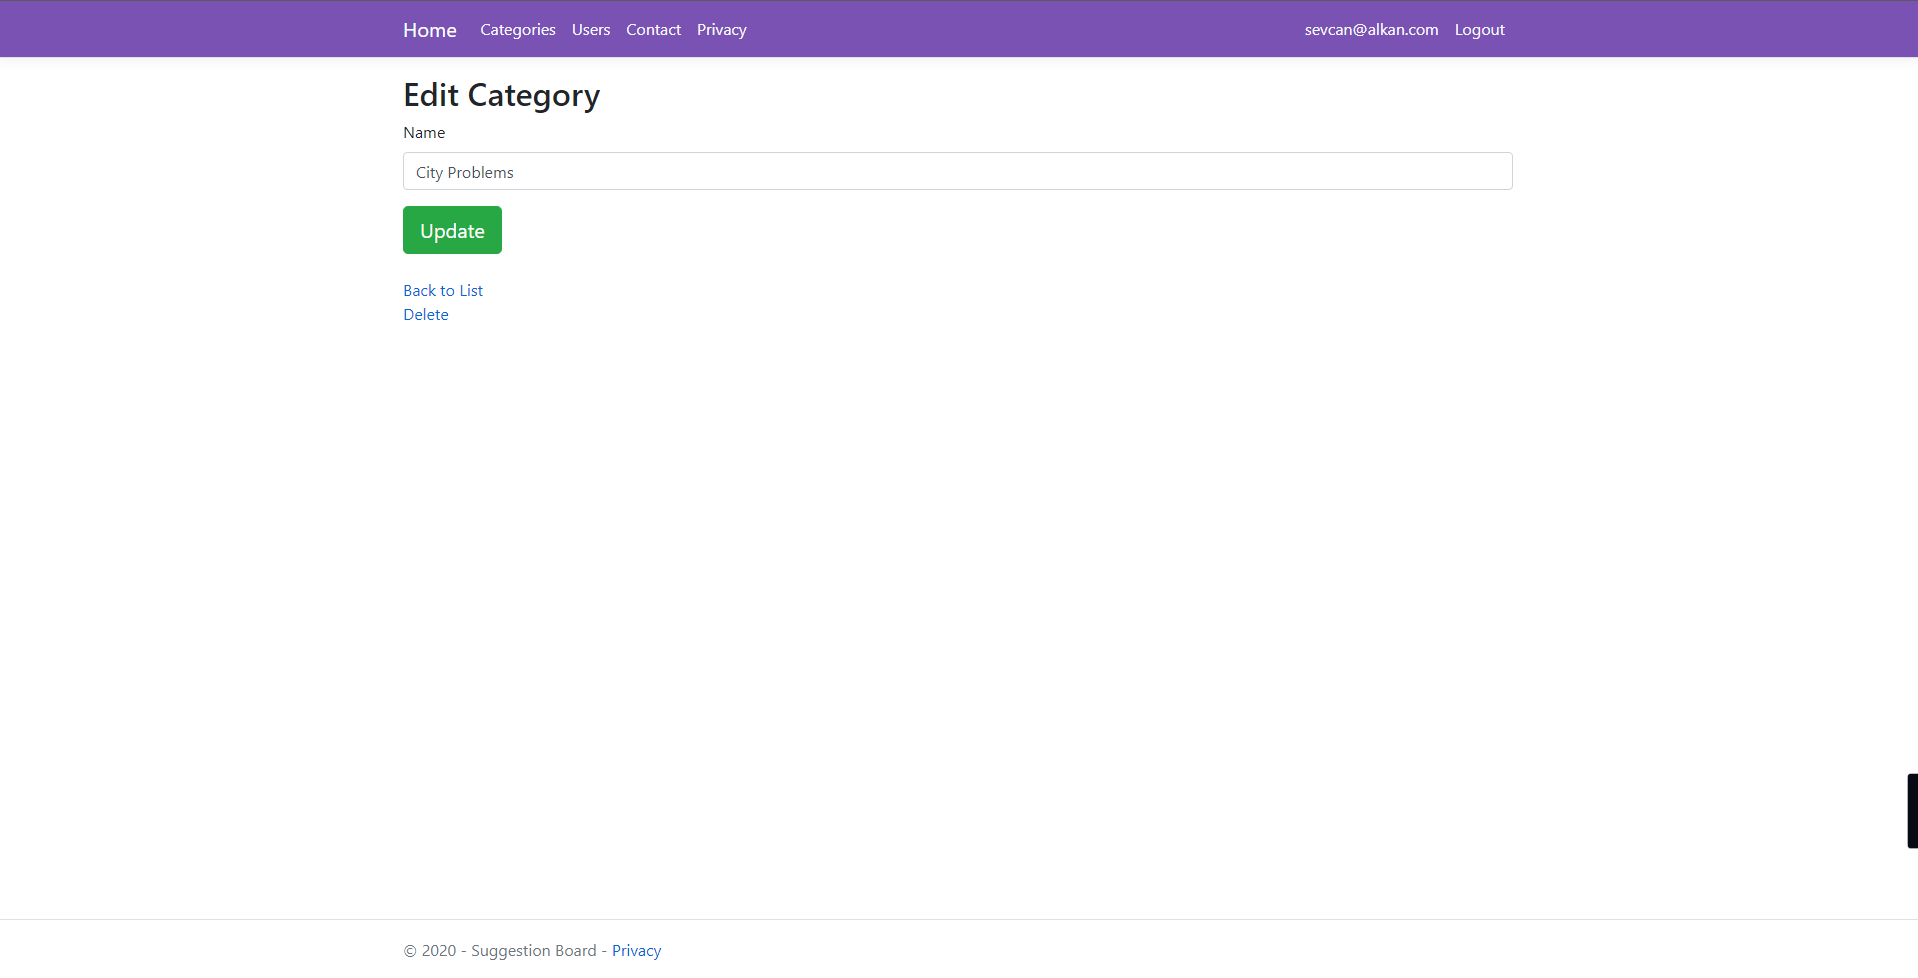 Home Categories Users Contact Privacy sevcan@alkan.com Logout
Edit Category
Name
City Problems
Update
Back to List
Delete
© 2020 - Suggestion Board - Privacy